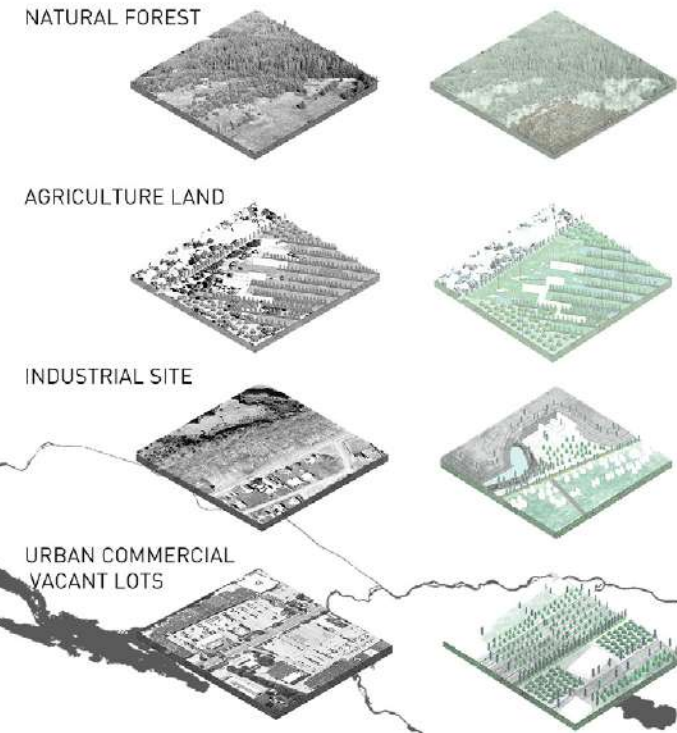 NATURAL FOREST
AGRICULTURE LAND
INDUSTRIAL SITE
URBAN COMMERCIAL
VACANT LOTS